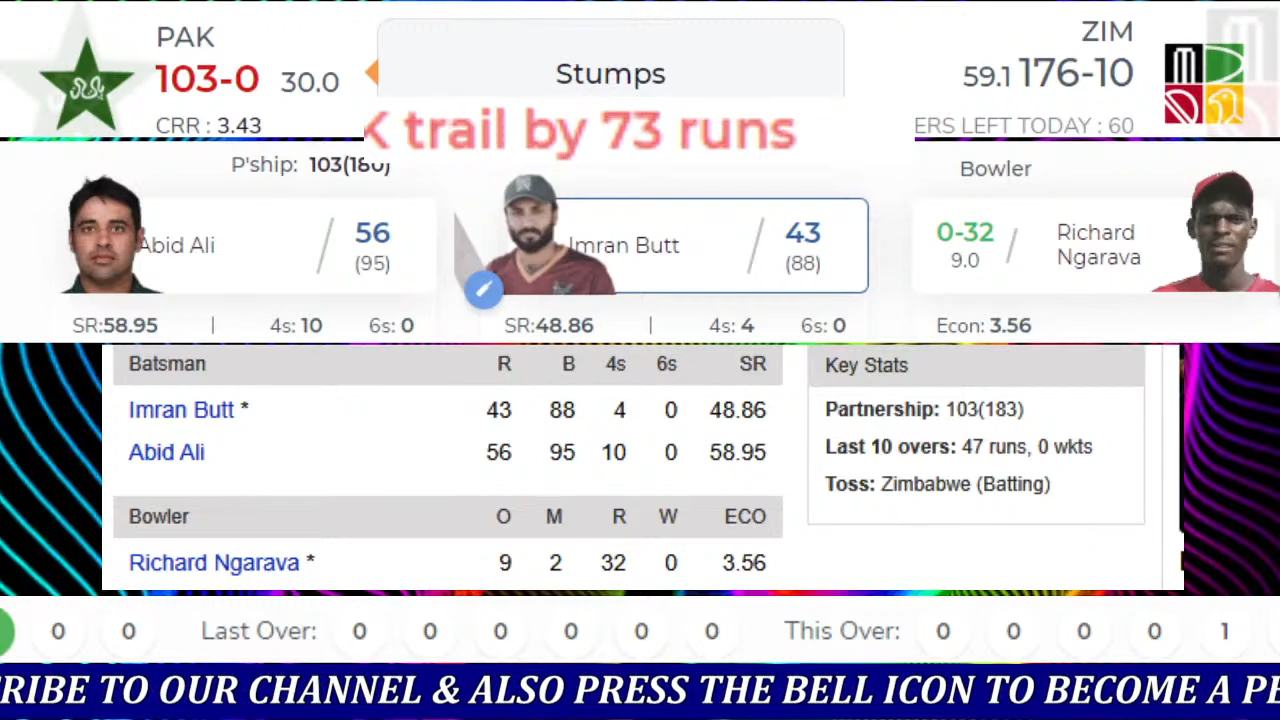 PAK
103-0 30.0
CRR : 3.43
Stumps
K trail by 73 runs
ZIM
59.1 176-10
ERS LEFT TODAY : 60
P'ship: 103(180)
Abid Ali
56
(95)
SR:58.95 | 4s: 10 6s: 0
Imran Butt
43
(88)
SR:48.86 | 4s: 4 6s: 0
Bowler
0-32
9.0
Richard
Ngarava
Econ: 3.56
Batsman R B 4s 6s SR
Imran Butt * 43 88 4 0 48.86
Abid Ali 56 95 10 0 58.95
Bowler O M R W ECO
Richard Ngarava * 9 2 32 0 3.56
Key Stats
Partnership: 103(183)
Last 10 overs: 47 runs, 0 wkts
Toss: Zimbabwe (Batting)
0 0 Last Over: 0 0 0 0 0 0 This Over: 0 0 0 0 1
RIBE TO OUR CHANNEL & ALSO PRESS THE BELL ICON TO BECOME A PE